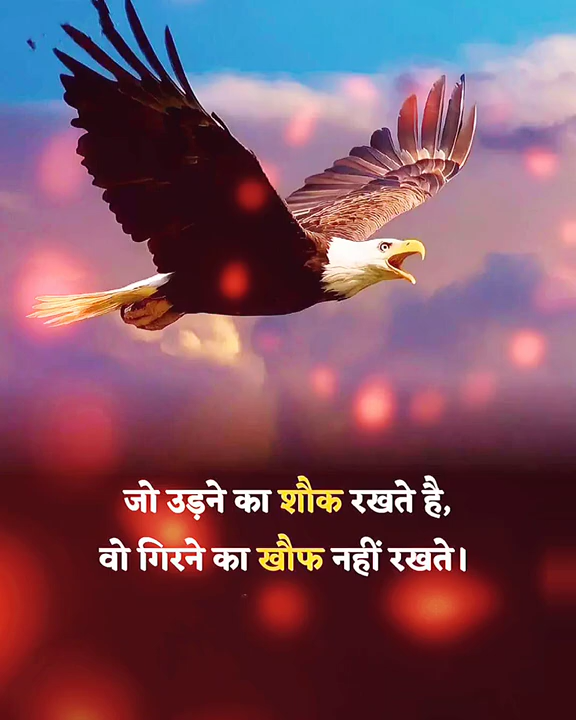 जो उड़ने का शौक रखते है,
वो गिरने का खौफ नहीं रखते।